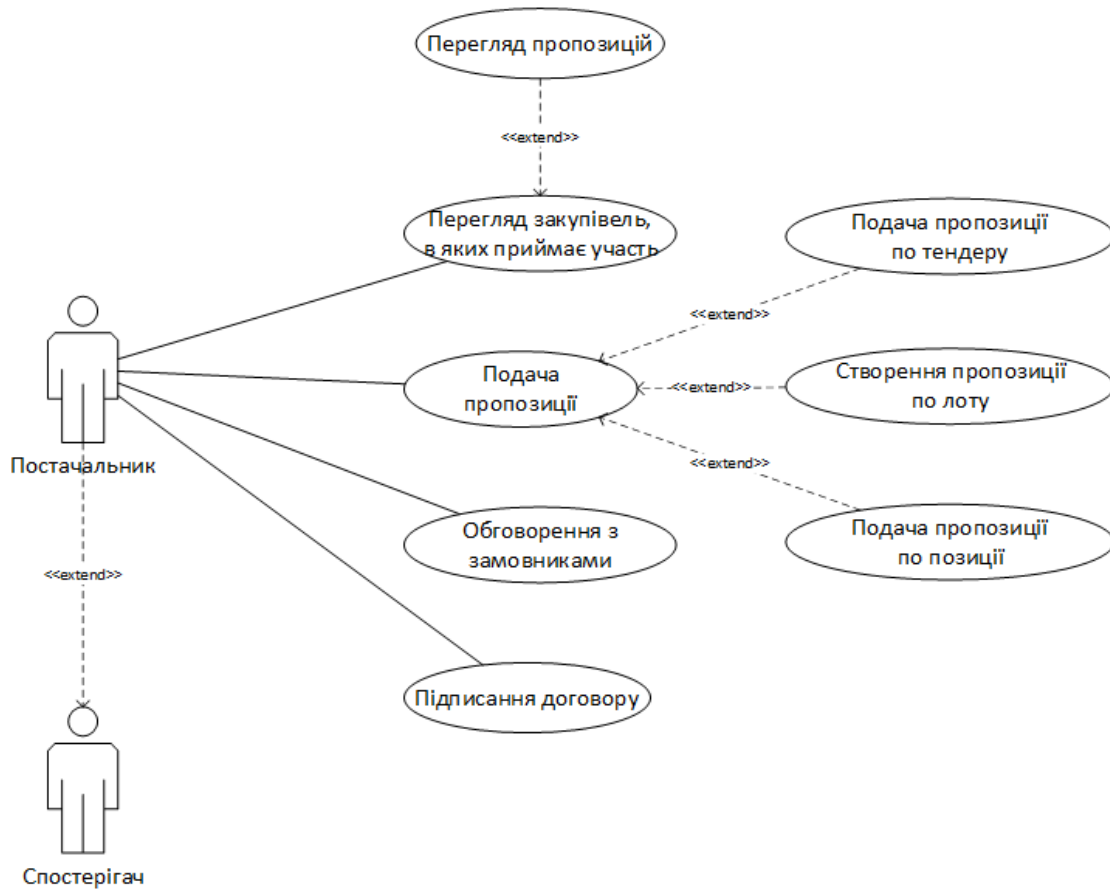 Перегляд пропозицій
<<extend>>
Перегляд закупівель,
в яких приймає участь
Подача пропозиції
по тендеру
<<extend>>
Подача
пропозиції
<<extend>>
Створення пропозиції
по лоту
Постачальник
<<extend>>
Обговорення з
замовниками
Подача пропозиції
по позиції
<<extend>>
Підписання договору
Спостерігач